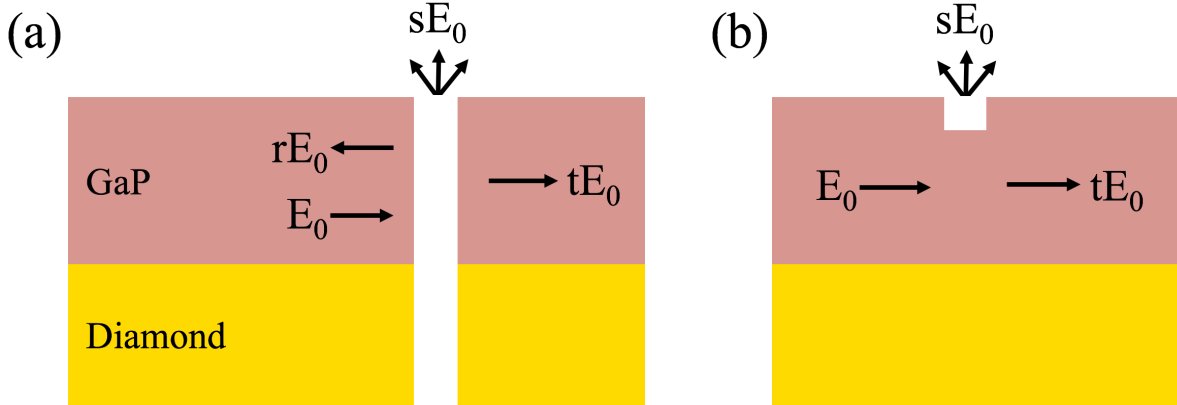 (a)
sE₀
rE₀
GaP
tE₀
E₀
Diamond
(b)
sE₀
E₀
tE₀